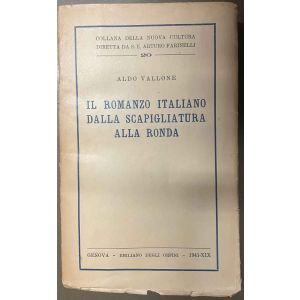 COLLANA DELLA NUOVA CULTURA
DIRETTA DA S. E. ARTURO FARINELLI
20
ALDO VALLONE
IL ROMANZO ITALIANO
DALLA SCAPIGLIATURA
ALLA RONDA
GENOVA - EMILIANO DEGLI ORFINI - 1941-XIX